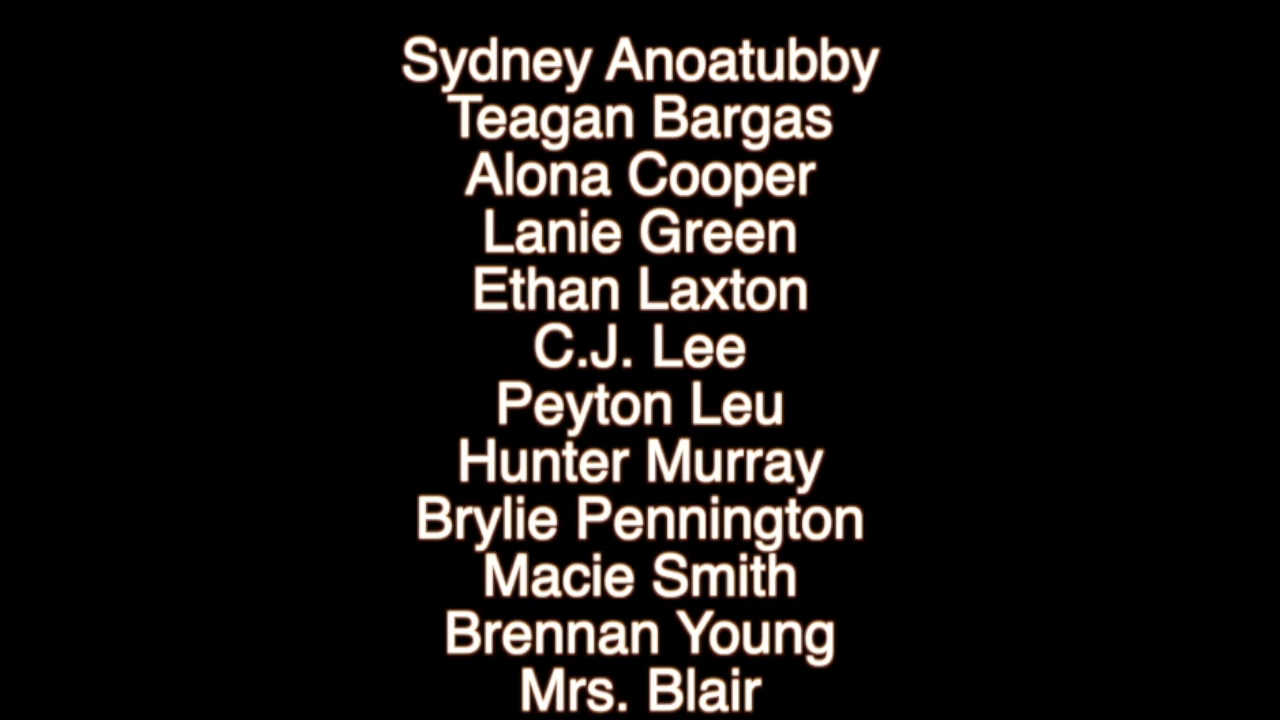 Sydney Anoatubby
Teagan Bargas
Alona Cooper
Lanie Green
Ethan Laxton
C.J. Lee
Peyton Leu
Hunter Murray
Brylie Pennington
Macie Smith
Brennan Young
Mrs. Blair